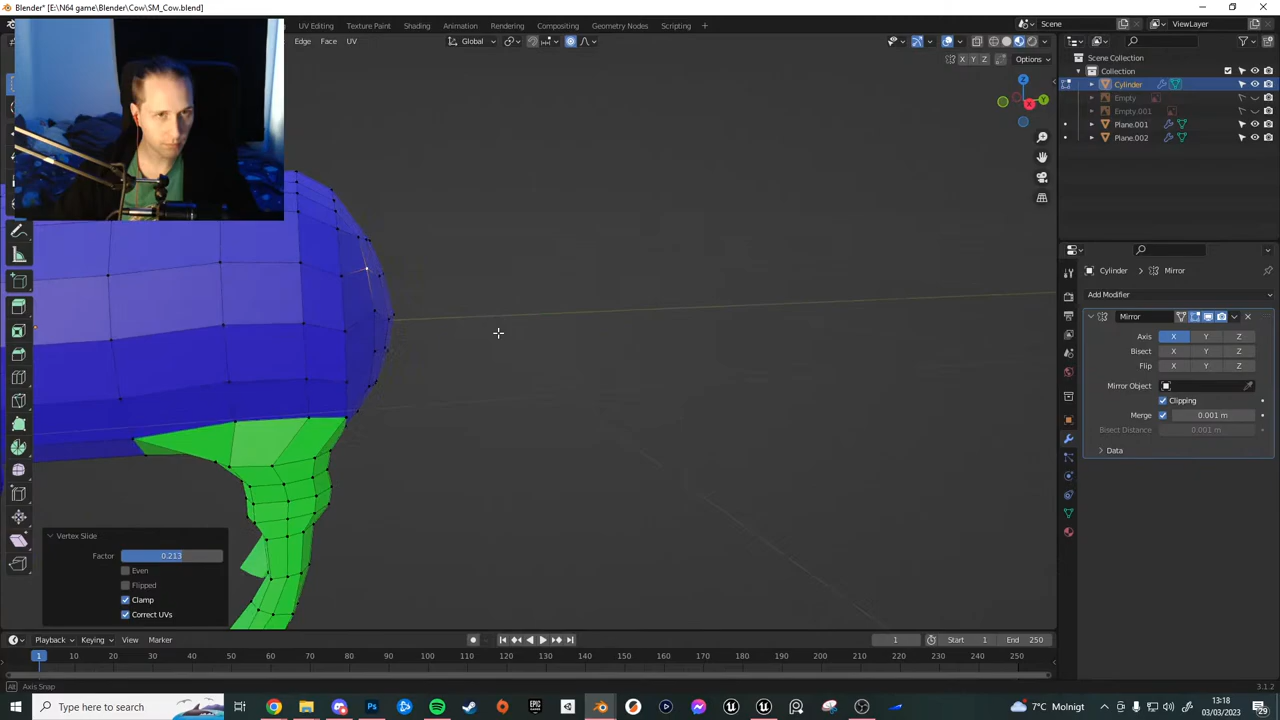 Blender* [E:\N64 game\Blender\Cow\SM_Cow.blend]
UV Editing
Texture Paint
Shading
Animation
Rendering
Compositing
Geometry Nodes
Scripting
Scene
ViewLayer
Edge
Face
UV
Global
X Y Z
Options
Scene Collection
Collection
Cylinder
Empty
Empty.001
Plane.001
Plane.002
Cylinder
Mirror
Add Modifier
Mirror
Axis X Y Z
Bisect X Y Z
Flip X Y Z
Mirror Object
Clipping
Merge 0.001 m
Bisect Distance 0.001 m
Data
Vertex Slide
Factor 0.213
Even
Flipped
Clamp
Correct UVs
Playback
Keying
View
Marker
1
Start 1
End 250
1 10 20 30 40 50 60 70 80 90 100 110 120 130 140 150 160 170 180 190 200 210 220 230 240 250
Axis Snap
3.1.2
Type here to search
7°C Molnigt
13:18
03/03/2023